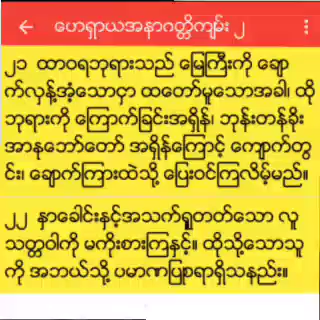 ဟေရှာယအနာဂတ္တိကျမ်း ၂
၂၁ ထာဝရဘုရားသည် မြေကြီးကို ချော
က်လှန့်အံ့သောငှာ ထတော်မူသောအခါ၊ ထို
ဘုရားကို ကြောက်ခြင်းအရှိန်၊ ဘုန်းတန်ခိုး
အာနုဘော်တော် အရှိန်ကြောင့် ကျောက်တွ
င်း၊ ချောက်ကြားထဲသို့ ပြေးဝင်ကြလိမ့်မည်။
၂၂ နှာခေါင်းနှင့်အသက်ရှူတတ်သော လူ
သတ္တဝါကို မကိုးစားကြနှင့်။ ထိုသို့သောသူ
ကို အဘယ်သို့ ပမာဏပြုစရာရှိသနည်း။